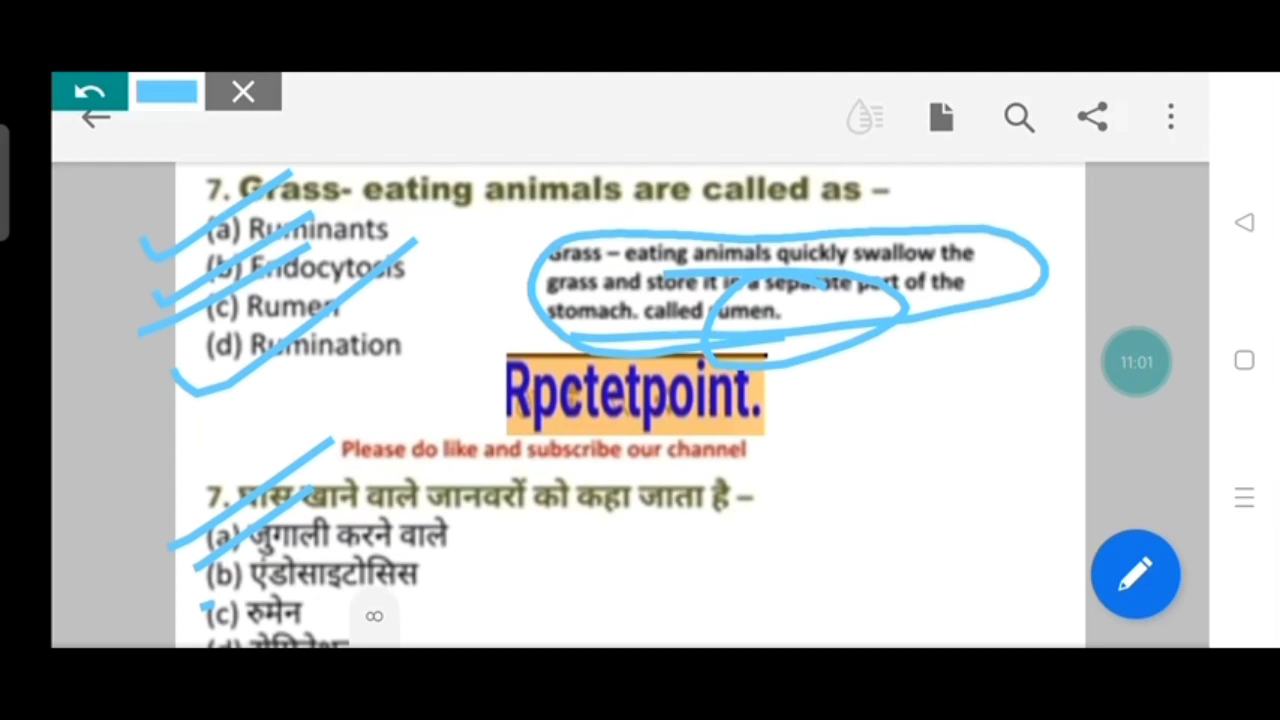 7. Grass- eating animals are called as –
(a) Ruminants
(b) Endocytosis
(c) Rumen
(d) Rumination
Grass – eating animals quickly swallow the
grass and store it in a separate part of the
stomach. called rumen.
Rpctetpoint.
Please do like and subscribe our channel
11:01
7. घास खाने वाले जानवरों को कहा जाता है –
(a) जुगाली करने वाले
(b) एंडोसाइटोसिस
(c) रुमेन